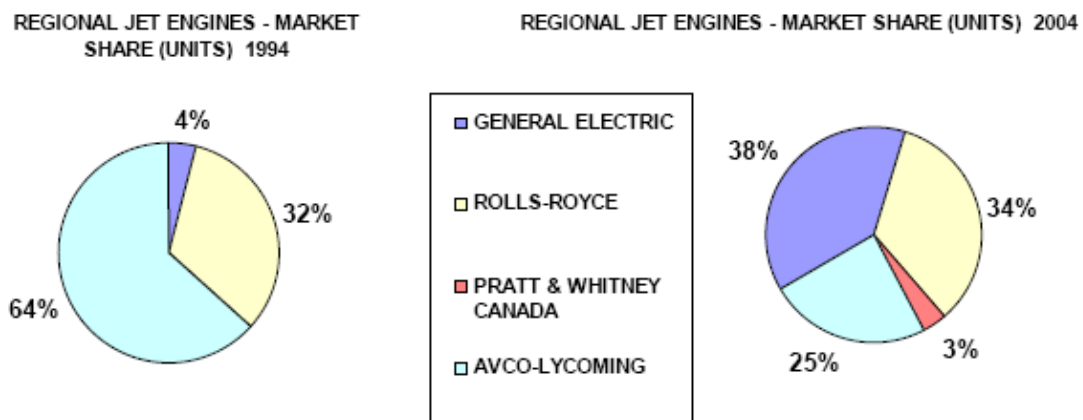 REGIONAL JET ENGINES - MARKET
SHARE (UNITS) 1994
4%
32%
64%
GENERAL ELECTRIC
ROLLS-ROYCE
PRATT & WHITNEY
CANADA
AVCO-LYCOMING
REGIONAL JET ENGINES - MARKET SHARE (UNITS) 2004
38%
34%
25%
3%